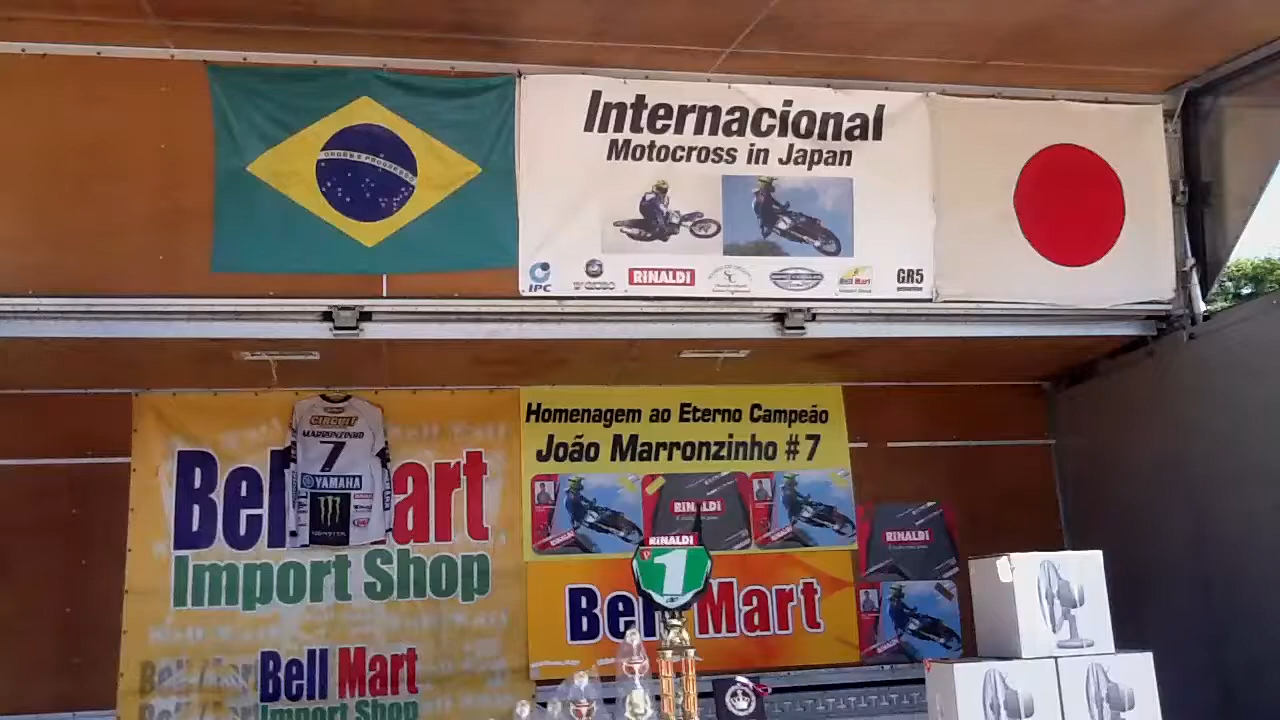 ORDEM E PROGRESSO
Internacional
Motocross in Japan
IPC
RINALDI
Bell Mart
GR5
CIRCUIT
MARRONZINHO
7
YAMAHA
Bell Mart
Import Shop
Homenagem ao Eterno Campeão
João Marronzinho #7
RINALDI
RINALDI
RINALDI
1
Bell Mart
Bell Mart
Import Shop